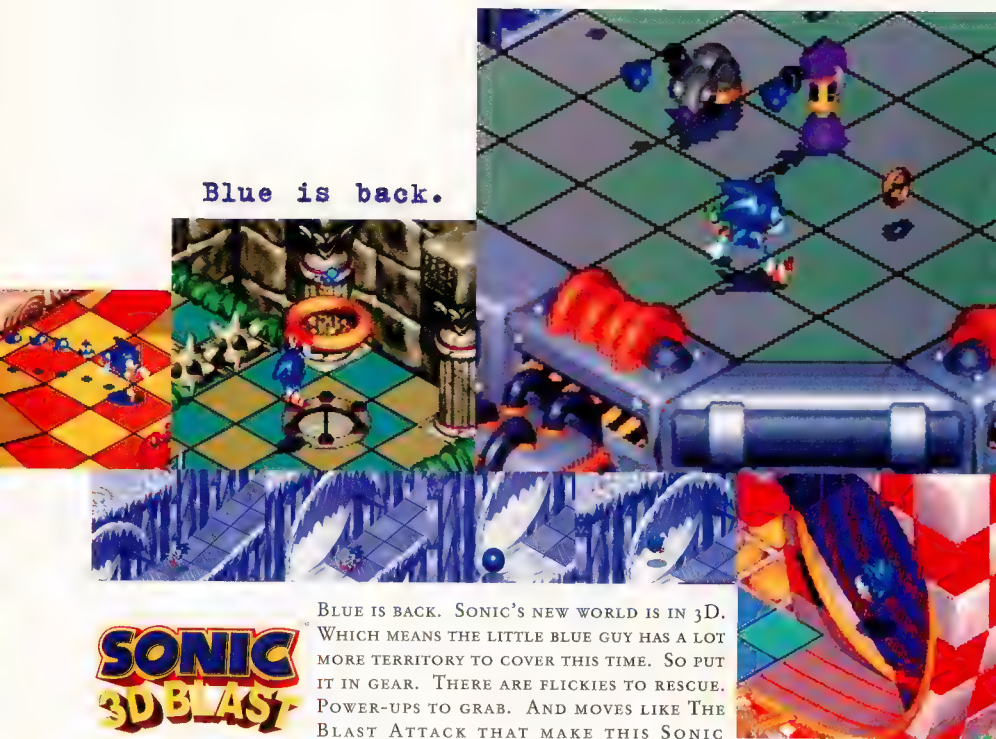 Blue is back.
BLUE IS BACK. SONIC'S NEW WORLD IS IN 3D.
WHICH MEANS THE LITTLE BLUE GUY HAS A LOT
MORE TERRITORY TO COVER THIS TIME. SO PUT
IT IN GEAR. THERE ARE FLICKIES TO RESCUE.
POWER-UPS TO GRAB. AND MOVES LIKE THE
BLAST ATTACK THAT MAKE THIS SONIC
SONIC
3D BLAST